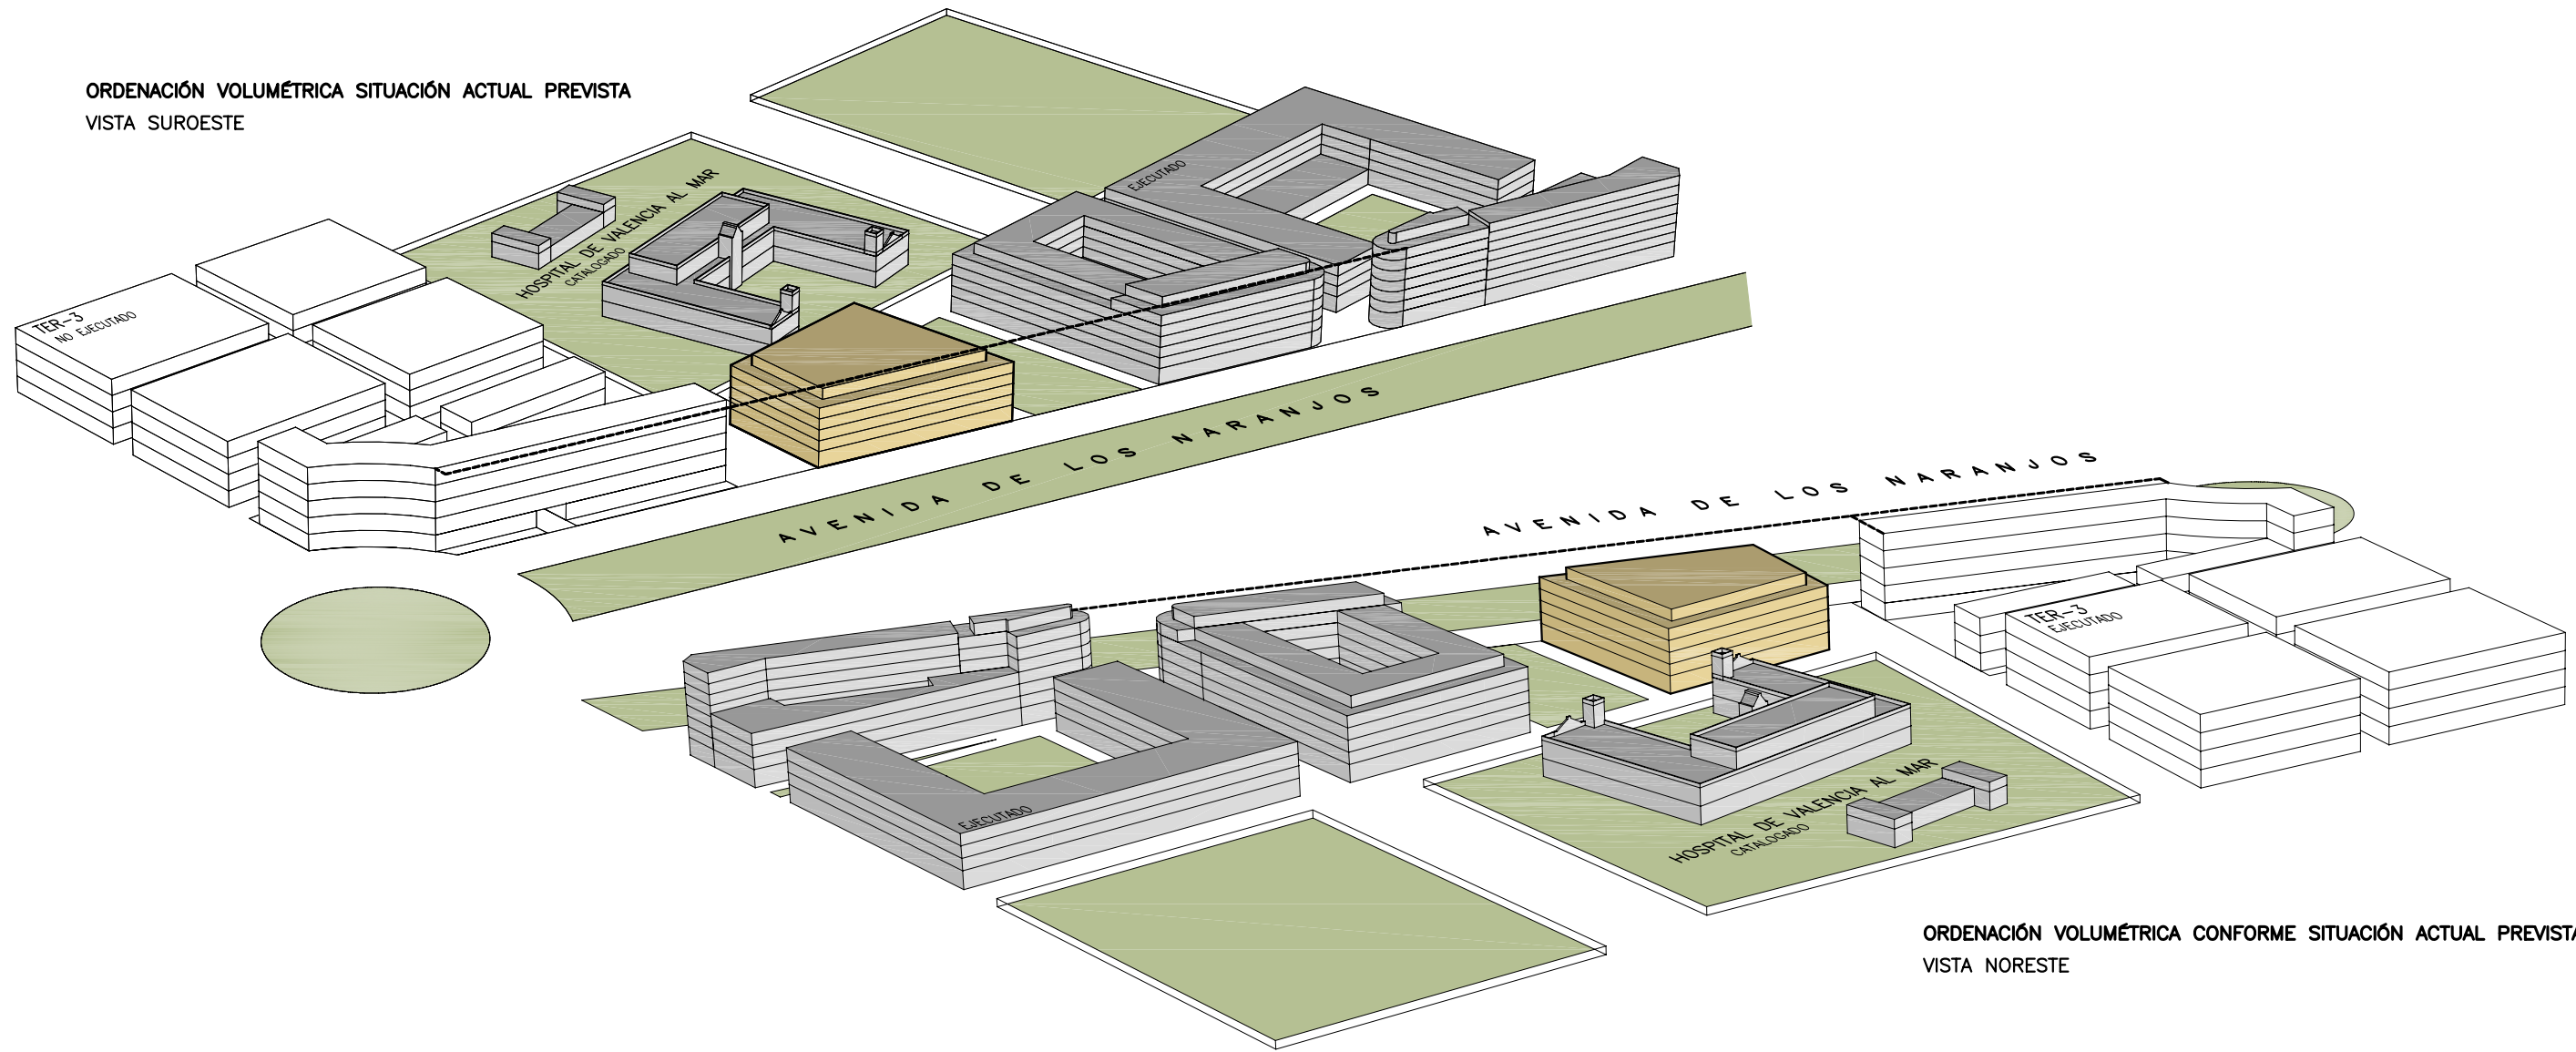 ORDENACIÓN VOLUMÉTRICA SITUACIÓN ACTUAL PREVISTA
VISTA SUROESTE
EJECUTADO
HOSPITAL DE VALENCIA AL MAR
CATALOGADO
TER-3
NO EJECUTADO
AVENIDA DE LOS NARANJOS
AVENIDA DE LOS NARANJOS
TER-3
EJECUTADO
EJECUTADO
HOSPITAL DE VALENCIA AL MAR
CATALOGADO
ORDENACIÓN VOLUMÉTRICA CONFORME SITUACIÓN ACTUAL PREVISTA
VISTA NORESTE